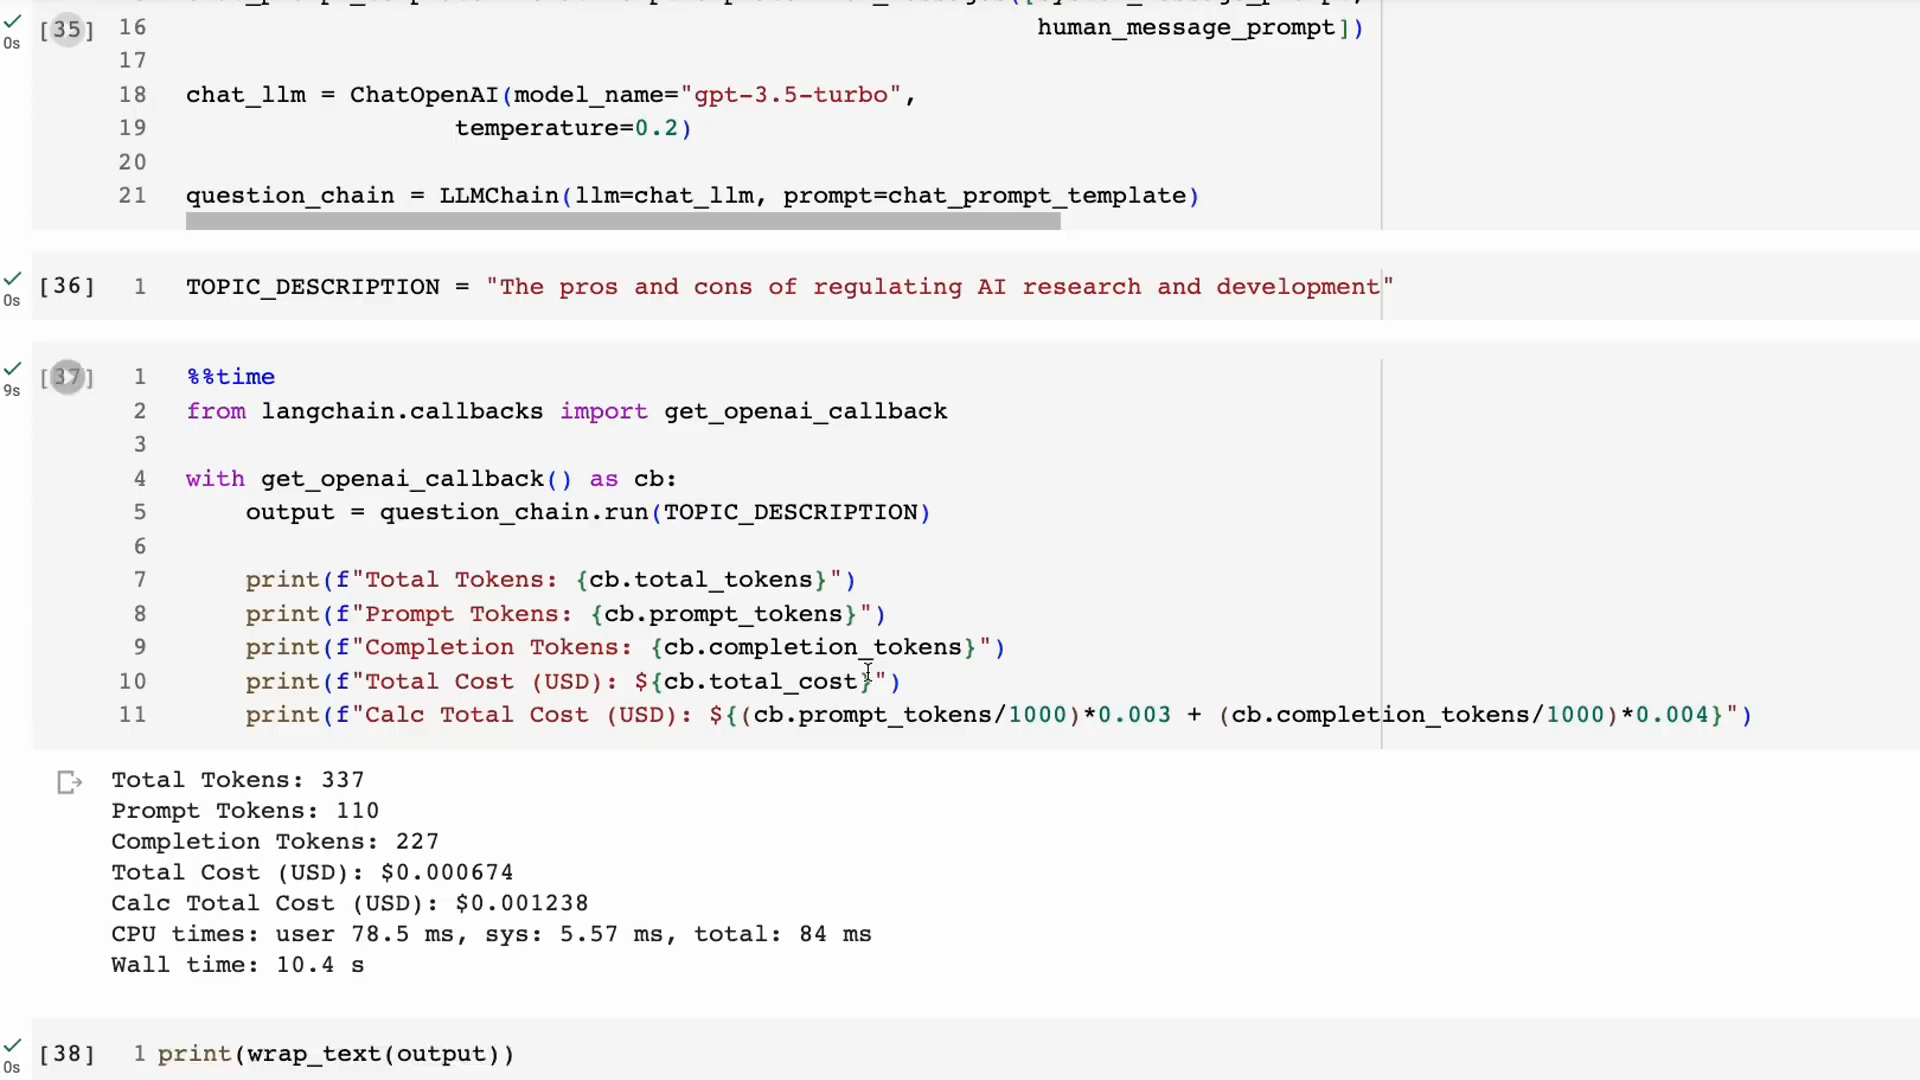 0s [35] 16 human_message_prompt])
17
18 chat_llm = ChatOpenAI(model_name="gpt-3.5-turbo",
19 temperature=0.2)
20
21 question_chain = LLMChain(llm=chat_llm, prompt=chat_prompt_template)
0s [36] 1 TOPIC_DESCRIPTION = "The pros and cons of regulating AI research and development"
9s [37] 1 %%time
2 from langchain.callbacks import get_openai_callback
3
4 with get_openai_callback() as cb:
5 output = question_chain.run(TOPIC_DESCRIPTION)
6
7 print(f"Total Tokens: {cb.total_tokens}")
8 print(f"Prompt Tokens: {cb.prompt_tokens}")
9 print(f"Completion Tokens: {cb.completion_tokens}")
10 print(f"Total Cost (USD): ${cb.total_cost}")
11 print(f"Calc Total Cost (USD): ${(cb.prompt_tokens/1000)*0.003 + (cb.completion_tokens/1000)*0.004}")
Total Tokens: 337
Prompt Tokens: 110
Completion Tokens: 227
Total Cost (USD): $0.000674
Calc Total Cost (USD): $0.001238
CPU times: user 78.5 ms, sys: 5.57 ms, total: 84 ms
Wall time: 10.4 s
0s [38] 1 print(wrap_text(output))